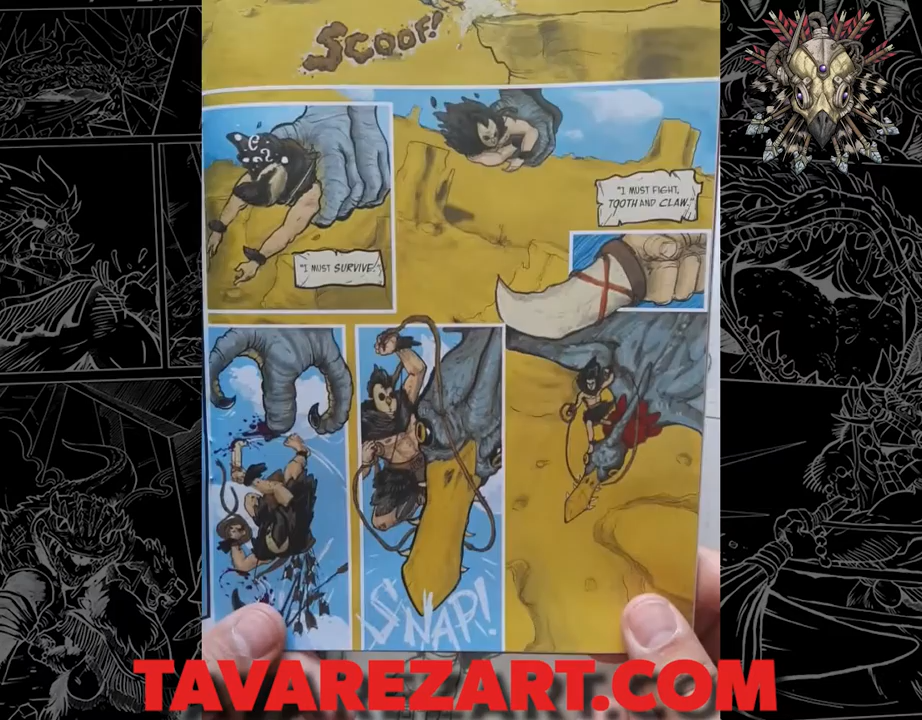 SCOOF!
"I MUST SURVIVE."
"I MUST FIGHT,
TOOTH AND CLAW."
SNAP!
TAVAREZART.COM